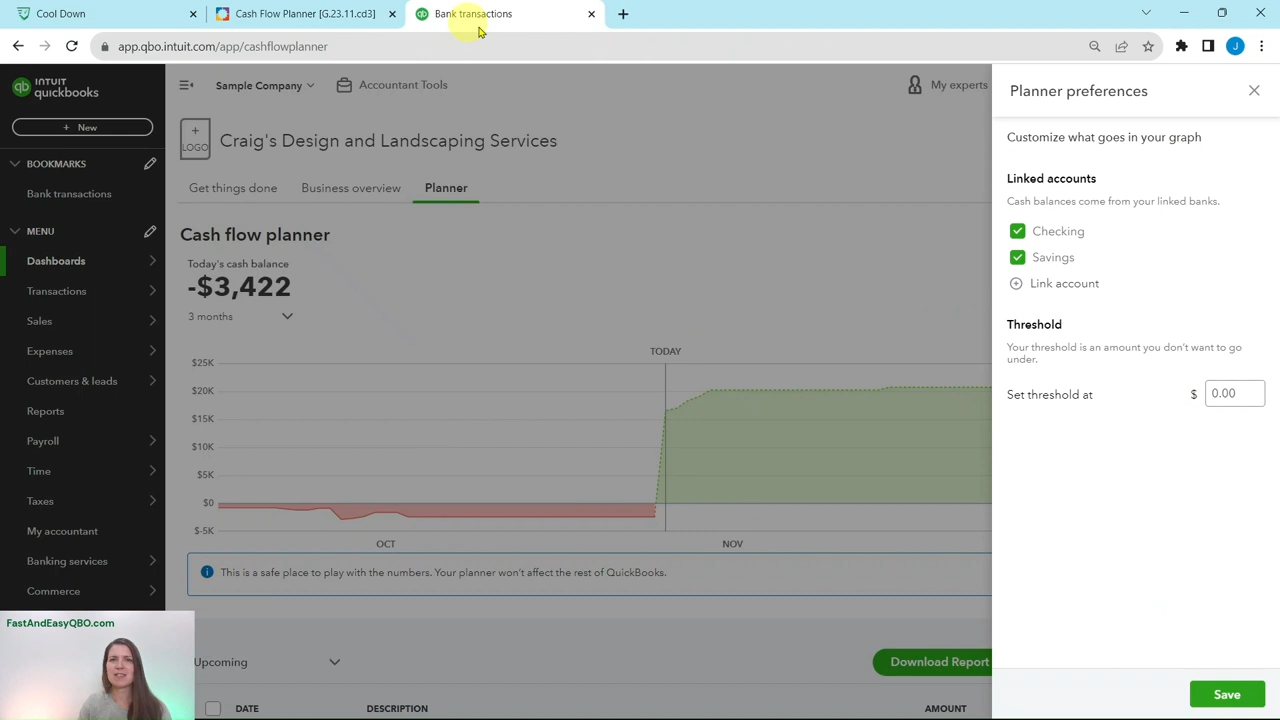 Cool Down
Cash Flow Planner [G.23.11.cd3]
Bank transactions
app.qbo.intuit.com/app/cashflowplanner
J
INTUIT
quickbooks
+ New
BOOKMARKS
Bank transactions
MENU
Dashboards
Transactions
Sales
Expenses
Customers & leads
Reports
Payroll
Time
Taxes
My accountant
Banking services
Commerce
FastAndEasyQBO.com
Sample Company
Accountant Tools
My experts
+
LOGO
Craig's Design and Landscaping Services
Get things done
Business overview
Planner
Cash flow planner
Today's cash balance
-$3,422
3 months
TODAY
$25K
$20K
$15K
$10K
$5K
$0
$-5K
OCT
NOV
This is a safe place to play with the numbers. Your planner won't affect the rest of QuickBooks.
Upcoming
Download Report
DATE
DESCRIPTION
AMOUNT
Planner preferences
Customize what goes in your graph
Linked accounts
Cash balances come from your linked banks.
Checking
Savings
Link account
Threshold
Your threshold is an amount you don't want to go
under.
Set threshold at
$ 0.00
Save